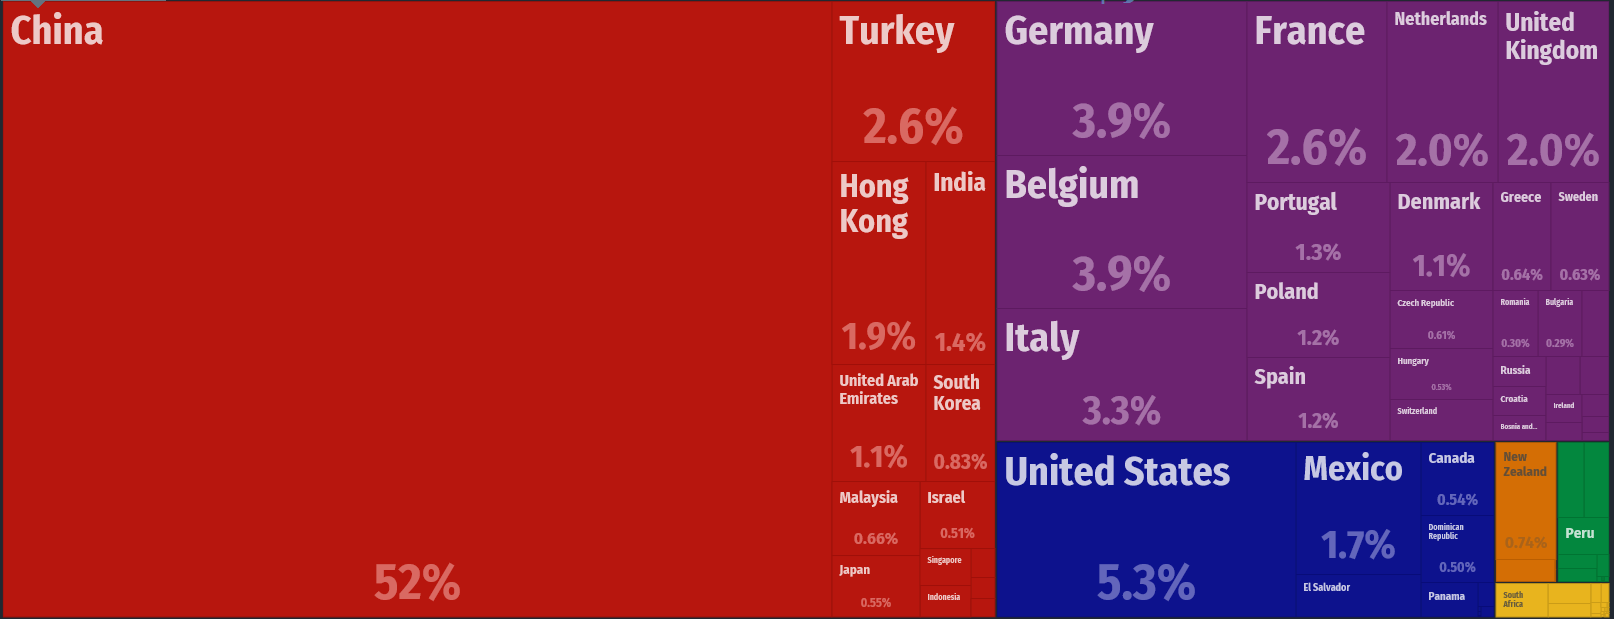 China
52%
Turkey
2.6%
Hong
Kong
1.9%
India
1.4%
United Arab
Emirates
1.1%
South
Korea
0.83%
Malaysia
0.66%
Israel
0.51%
Japan
0.55%
Singapore
Indonesia
Germany
3.9%
Belgium
3.9%
Italy
3.3%
France
2.6%
Netherlands
2.0%
United
Kingdom
2.0%
Portugal
1.3%
Poland
1.2%
Spain
1.2%
Denmark
1.1%
Greece
0.64%
Sweden
0.63%
Czech Republic
0.61%
Hungary
0.53%
Switzerland
Romania
0.30%
Bulgaria
0.29%
Russia
Croatia
Bosnia and...
Ireland
United States
5.3%
Mexico
1.7%
El Salvador
Canada
0.54%
Dominican
Republic
0.50%
Panama
New
Zealand
0.74%
Peru
South
Africa